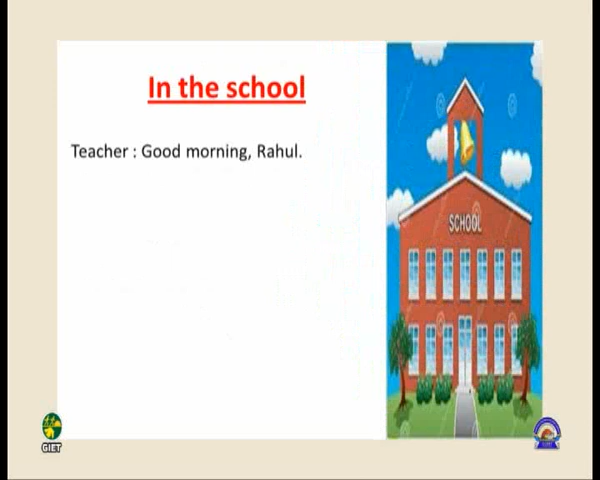 In the school
Teacher : Good morning, Rahul.
SCHOOL
GIET